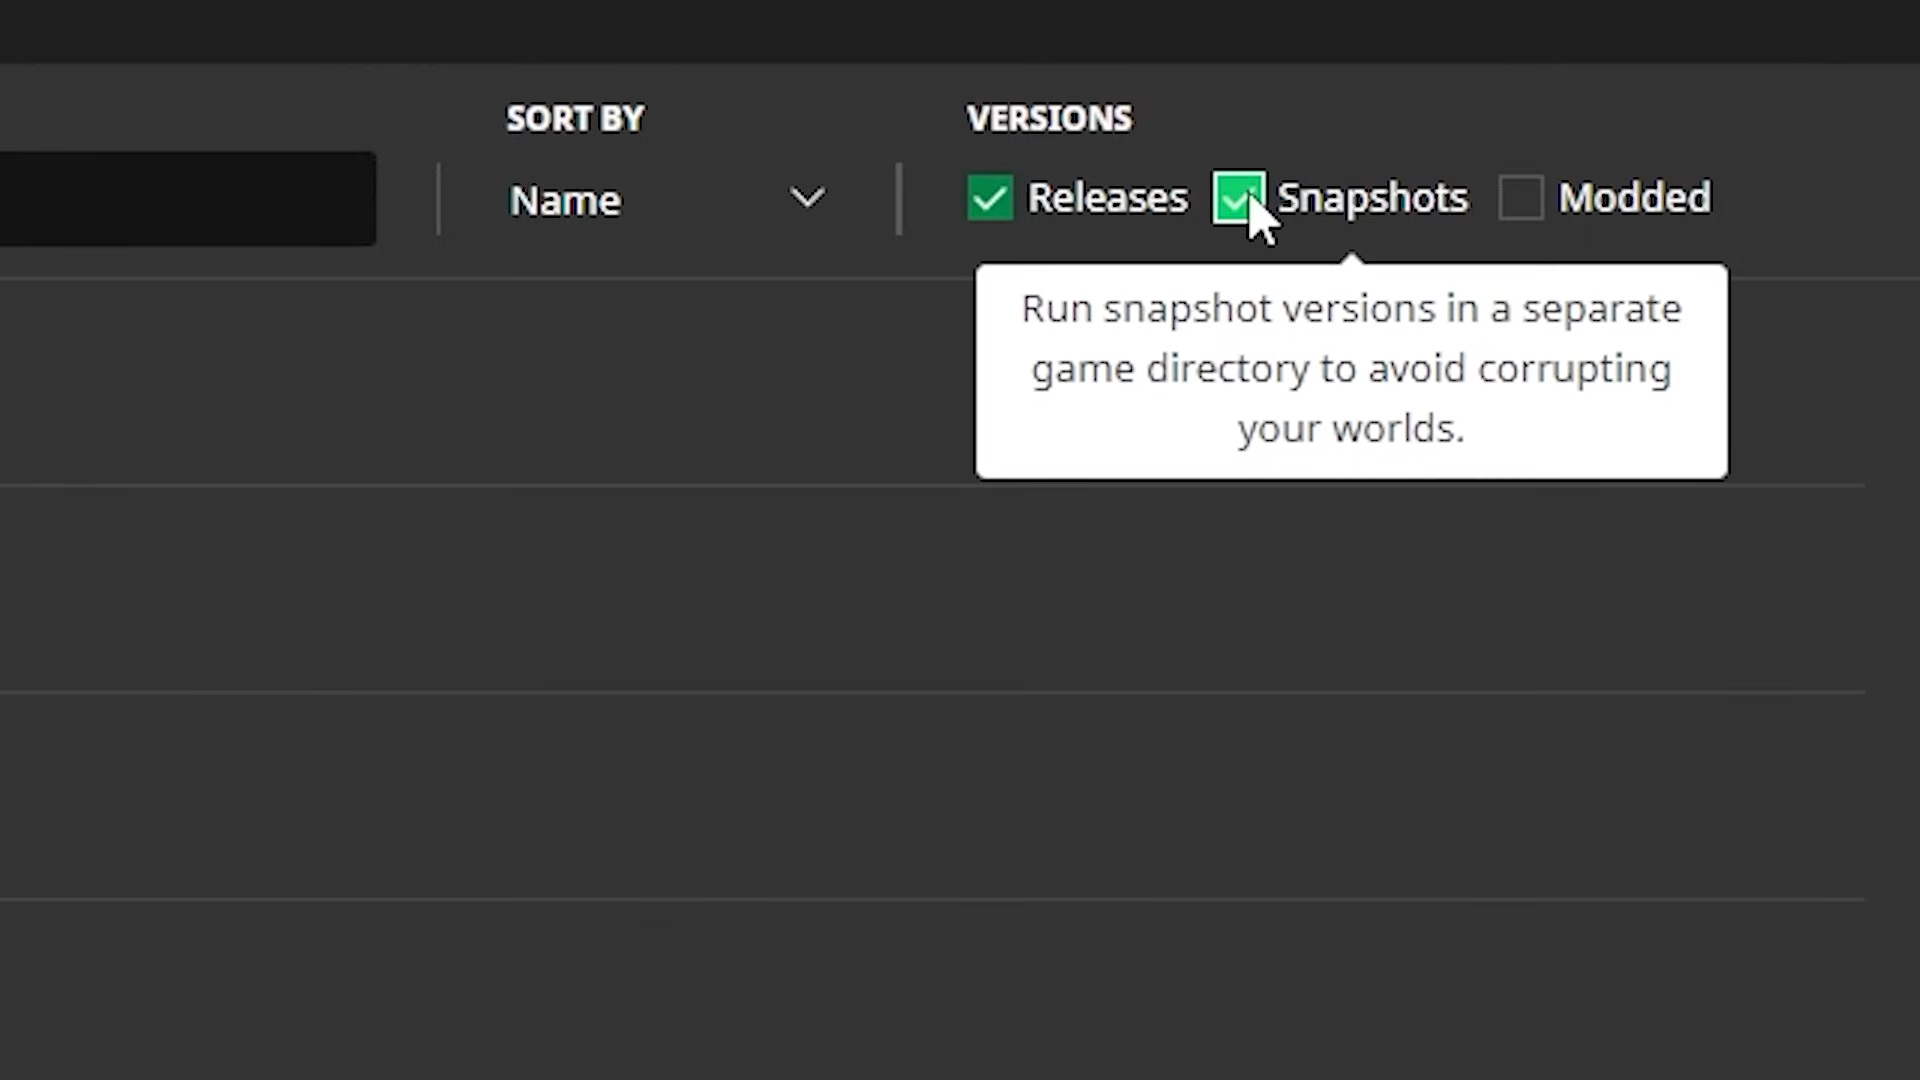 SORT BY
VERSIONS
Name
Releases
Snapshots
Modded
Run snapshot versions in a separate
game directory to avoid corrupting
your worlds.